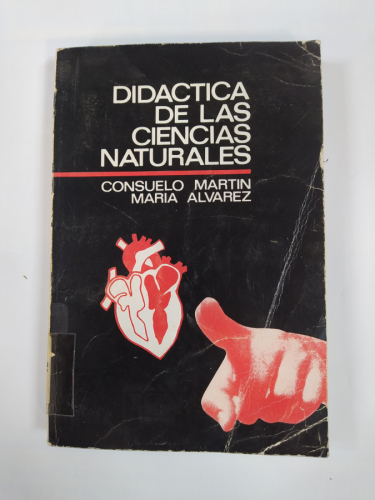 DIDACTICA
DE LAS
CIENCIAS
NATURALES
CONSUELO MARTIN
MARIA ALVAREZ